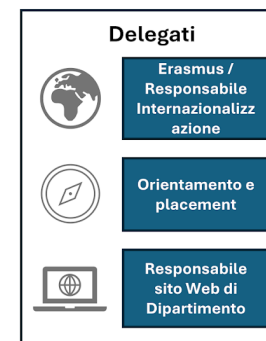 Delegati
Erasmus /
Responsabile
Internazionalizz
azione
Orientamento e
placement
Responsabile
sito Web di
Dipartimento